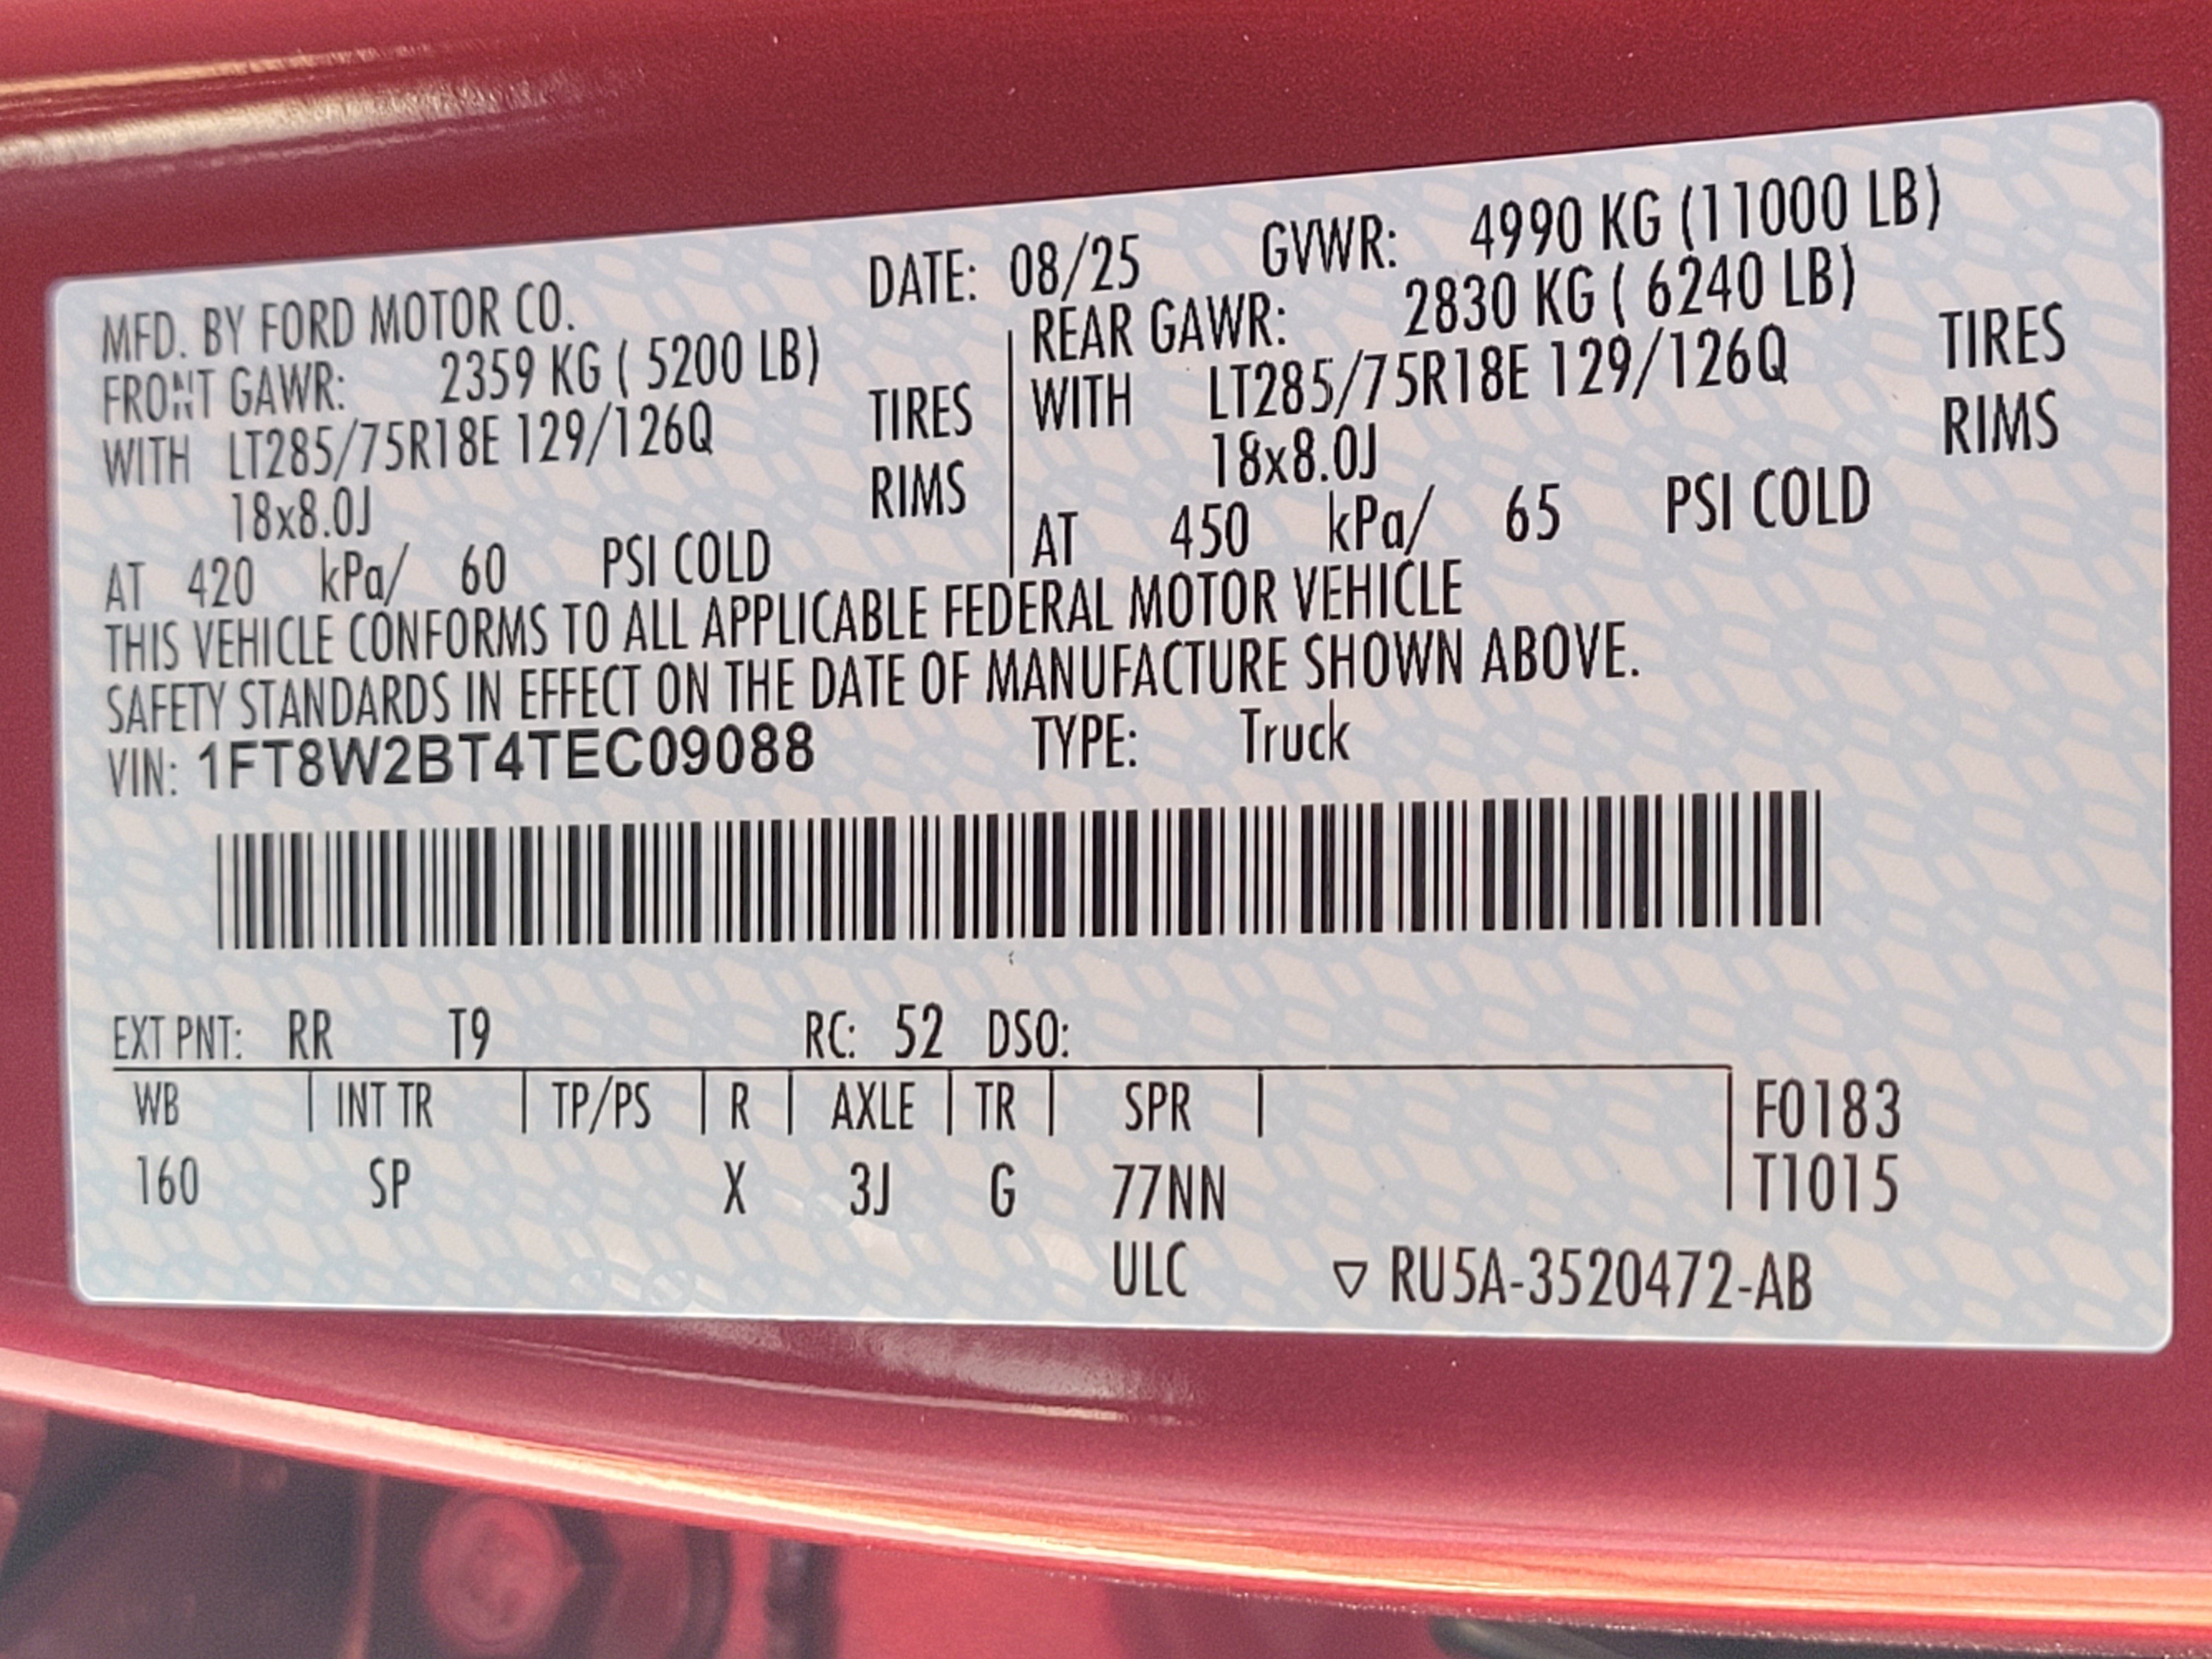 MFD. BY FORD MOTOR CO. DATE: 08/25 GVWR: 4990 KG (11000 LB)
FRONT GAWR: 2359 KG ( 5200 LB) REAR GAWR: 2830 KG ( 6240 LB)
WITH LT285/75R18E 129/126Q TIRES WITH LT285/75R18E 129/126Q TIRES
18x8.0J RIMS 18x8.0J RIMS
AT 420 kPa/ 60 PSI COLD AT 450 kPa/ 65 PSI COLD
THIS VEHICLE CONFORMS TO ALL APPLICABLE FEDERAL MOTOR VEHICLE
SAFETY STANDARDS IN EFFECT ON THE DATE OF MANUFACTURE SHOWN ABOVE.
VIN: 1FT8W2BT4TEC09088 TYPE: Truck
EXT PNT: RR T9 RC: 52 DSO:
WB INT TR TP/PS R AXLE TR SPR F0183
160 SP X 3J G 77NN T1015
ULC ▽ RU5A-3520472-AB